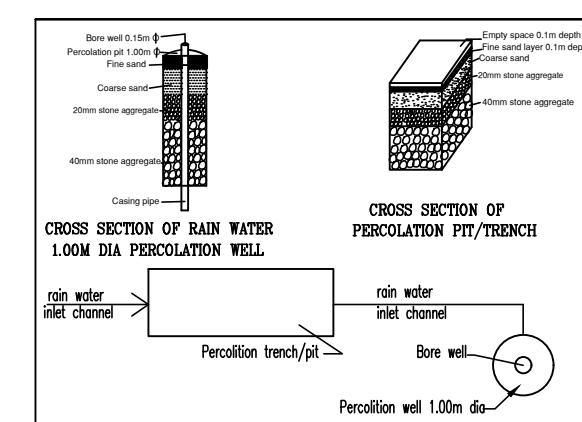 Bore well 0.15m ϕ
Percolation pit 1.00m ϕ
Fine sand
Coarse sand
20mm stone aggregate
40mm stone aggregate
Casing pipe
CROSS SECTION OF RAIN WATER
1.00M DIA PERCOLATION WELL
Empty space 0.1m depth
Fine sand layer 0.1m dep
Coarse sand
20mm stone aggregate
40mm stone aggregate
CROSS SECTION OF
PERCOLATION PIT/TRENCH
rain water
inlet channel
Percolition trench/pit
rain water
inlet channel
Bore well
Percolition well 1.00m dia